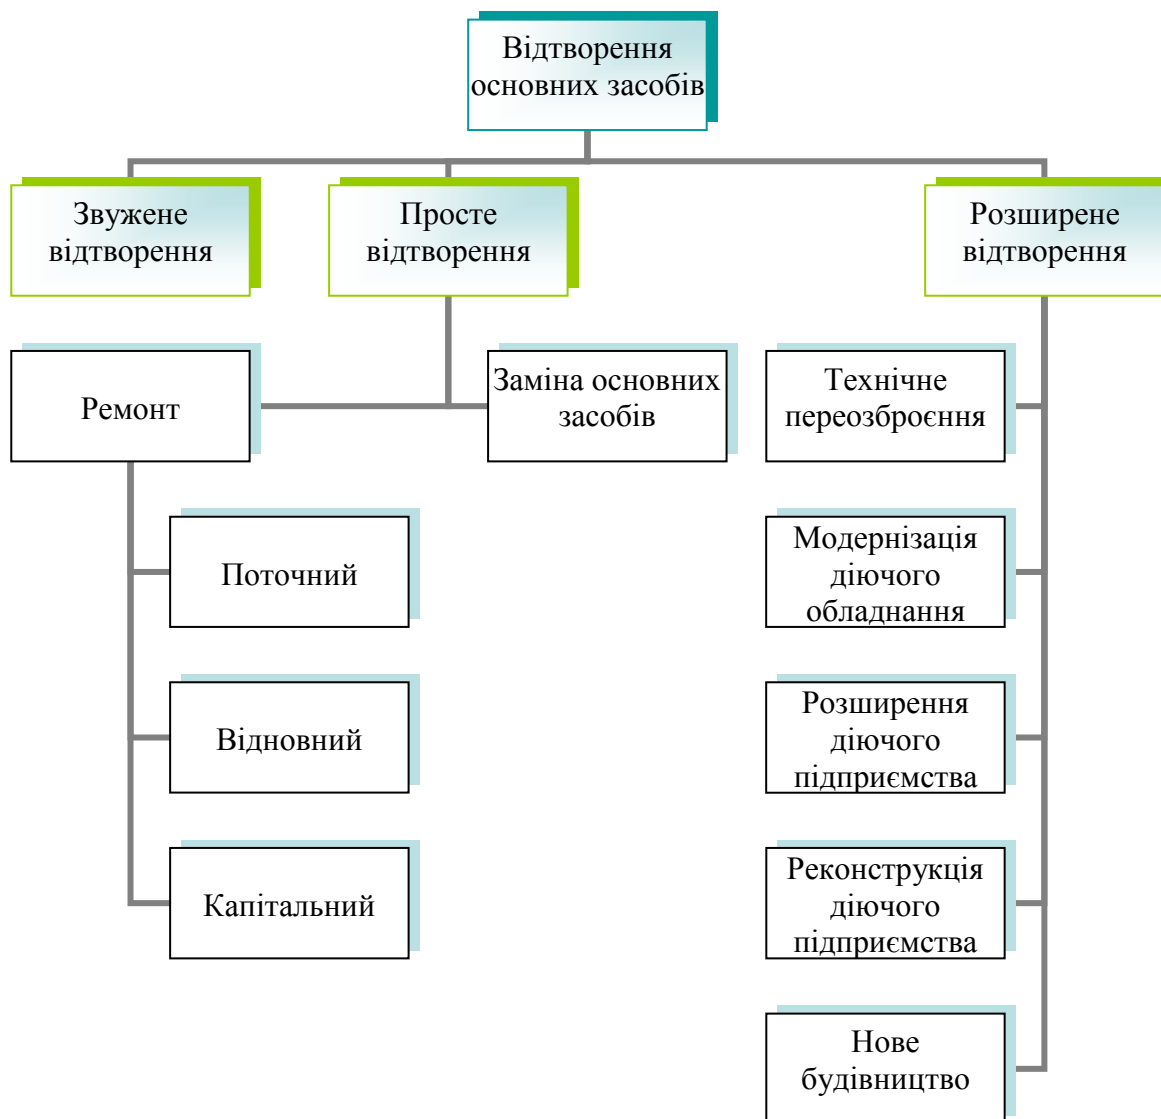 Відтворення
основних засобів
Звужене
відтворення
Просте
відтворення
Розширене
відтворення
Ремонт
Заміна основних
засобів
Технічне
переозброєння
Поточний
Модернізація
діючого
обладнання
Відновний
Розширення
діючого
підприємства
Капітальний
Реконструкція
діючого
підприємства
Нове
будівництво